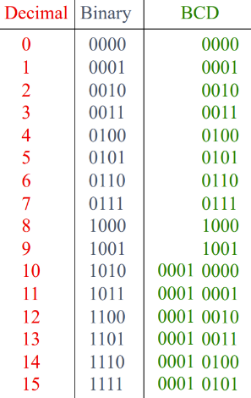 Decimal Binary BCD
0 0000 0000
1 0001 0001
2 0010 0010
3 0011 0011
4 0100 0100
5 0101 0101
6 0110 0110
7 0111 0111
8 1000 1000
9 1001 1001
10 1010 0001 0000
11 1011 0001 0001
12 1100 0001 0010
13 1101 0001 0011
14 1110 0001 0100
15 1111 0001 0101